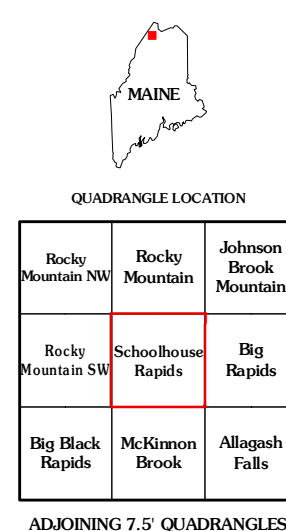 MAINE
QUADRANGLE LOCATION
Rocky
Mountain NW
Rocky
Mountain
Johnson
Brook
Mountain
Rocky
Mountain SW
Schoolhouse
Rapids
Big
Rapids
Big Black
Rapids
McKinnon
Brook
Allagash
Falls
ADJOINING 7.5' QUADRANGLES